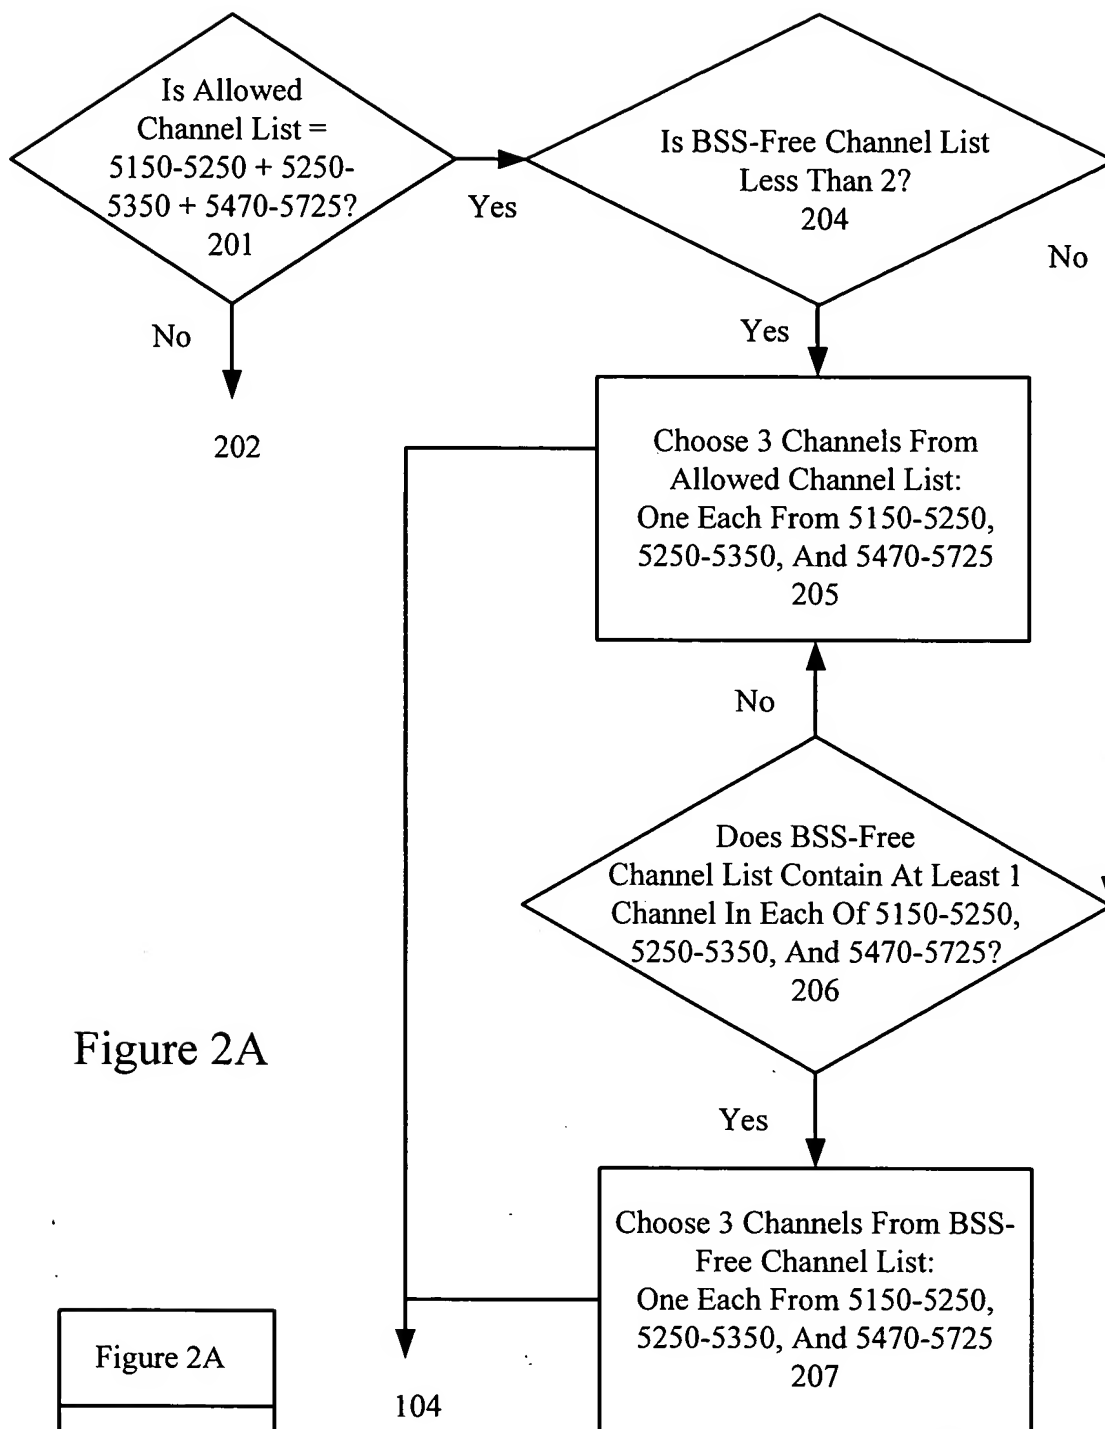 Is Allowed
Channel List =
5150-5250 + 5250-
5350 + 5470-5725?
201
Yes
Is BSS-Free Channel List
Less Than 2?
204
No
No
202
Yes
Choose 3 Channels From
Allowed Channel List:
One Each From 5150-5250,
5250-5350, And 5470-5725
205
No
Does BSS-Free
Channel List Contain At Least 1
Channel In Each Of 5150-5250,
5250-5350, And 5470-5725?
206
Figure 2A
Yes
Choose 3 Channels From BSS-
Free Channel List:
One Each From 5150-5250,
5250-5350, And 5470-5725
207
Figure 2A
104